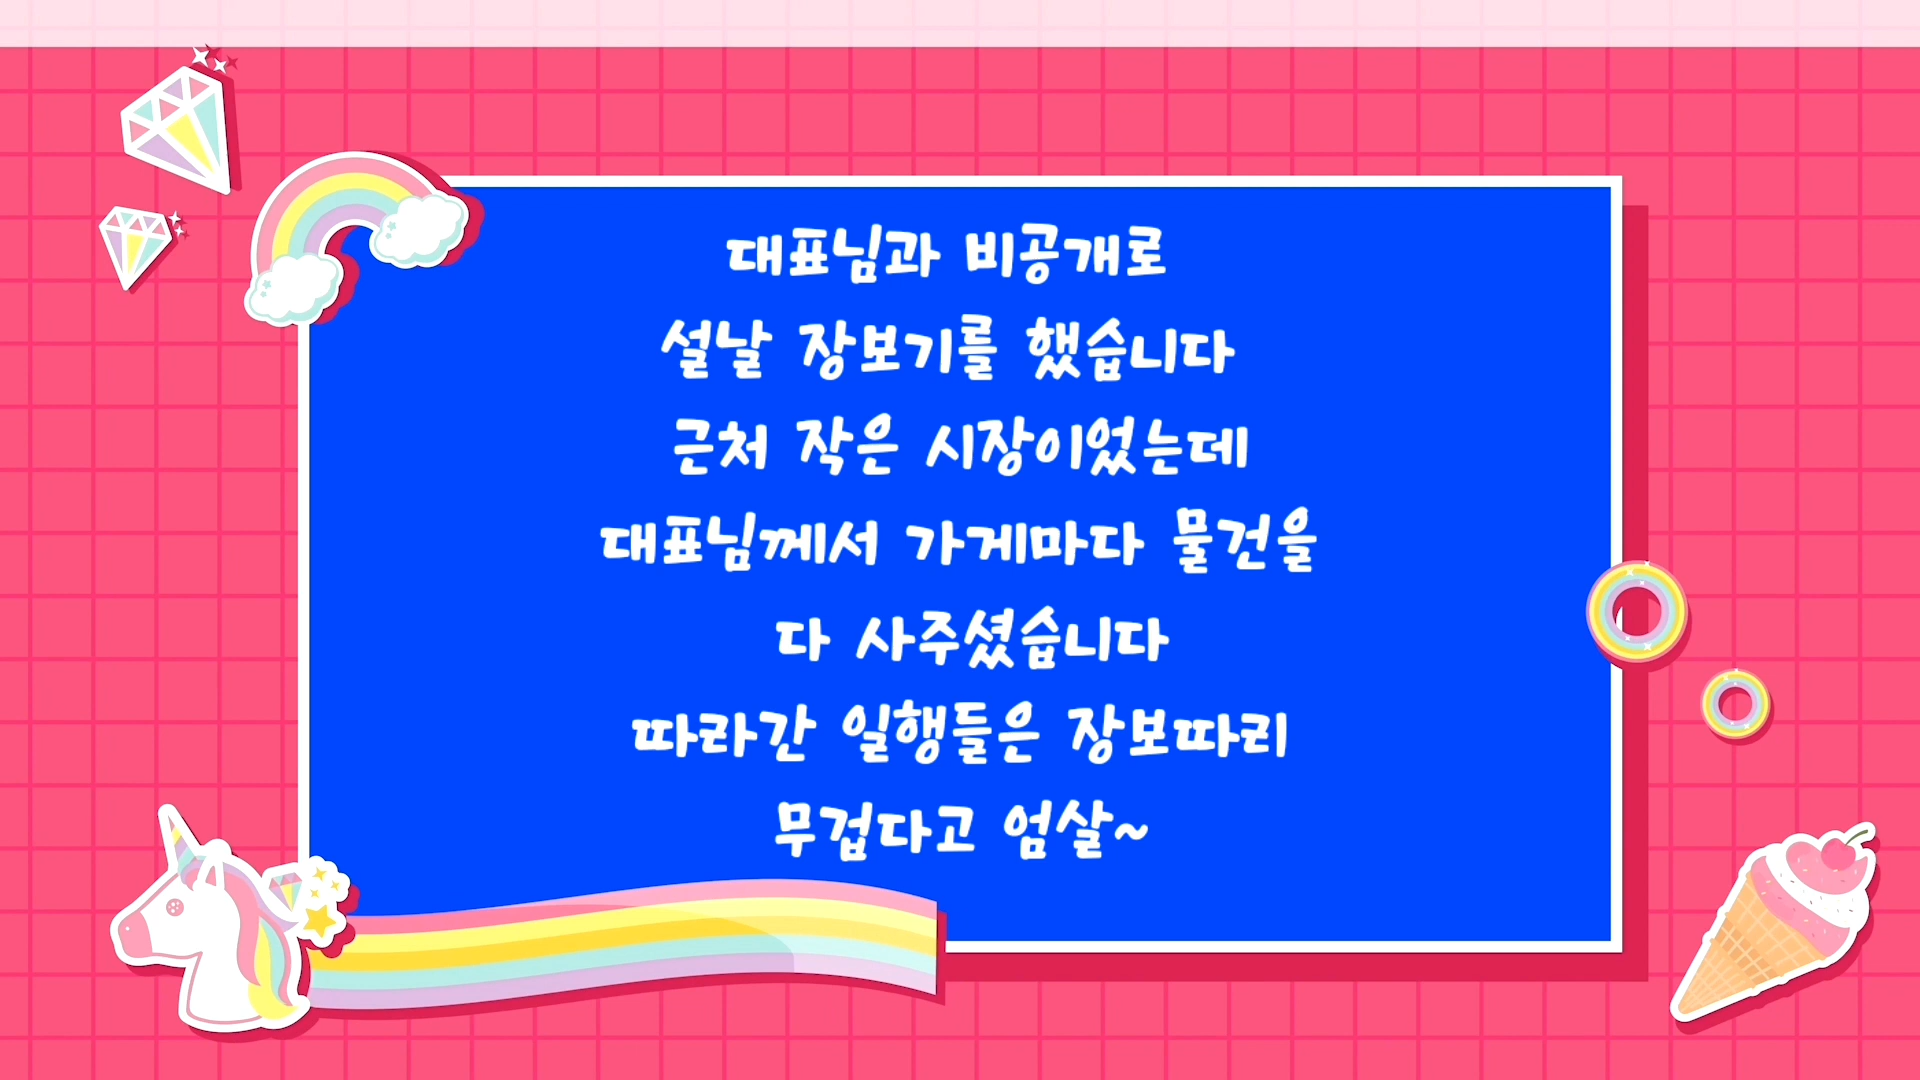 대표님과 비공개로
설날 장보기를 했습니다
근처 작은 시장이었는데
대표님께서 가게마다 물건을
다 사주셨습니다
따라간 일행들은 장보따리
무겁다고 엄살~